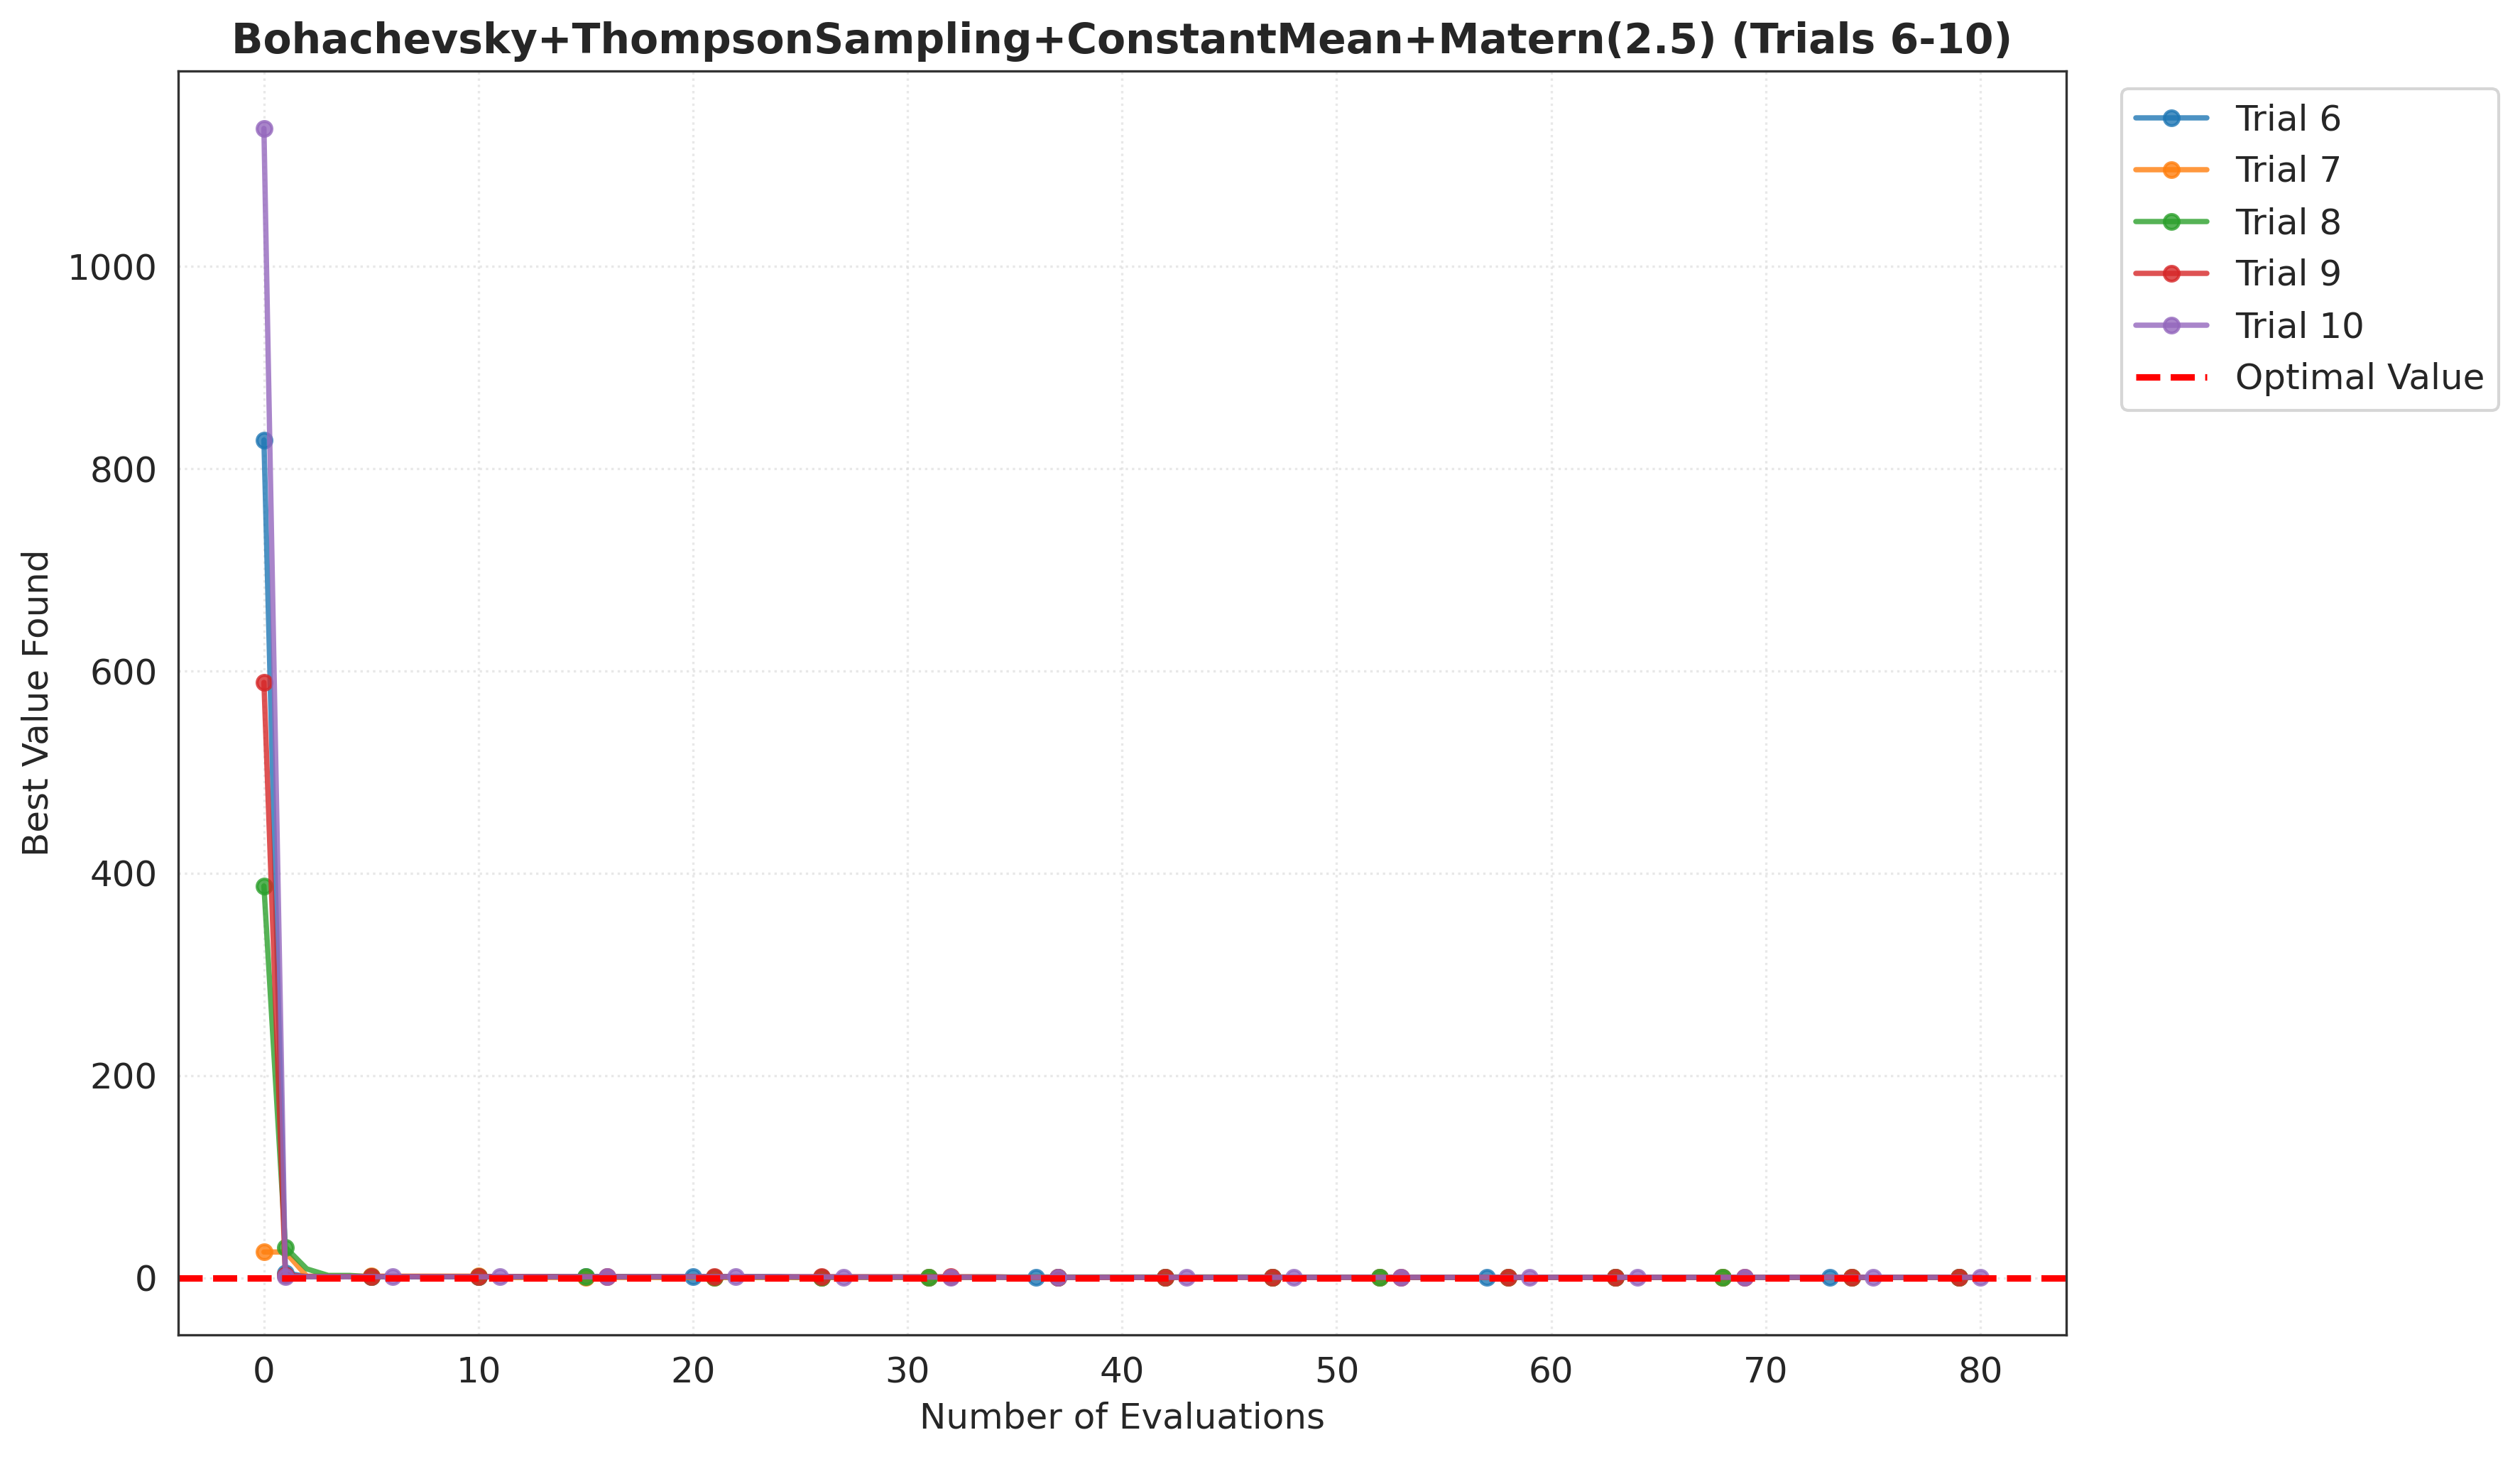 Bohachevsky+ThompsonSampling+ConstantMean+Matern(2.5) (Trials 6-10)
Trial 6
Trial 7
Trial 8
Trial 9
Trial 10
Optimal Value
Best Value Found
1000
800
600
400
200
0
0 10 20 30 40 50 60 70 80
Number of Evaluations